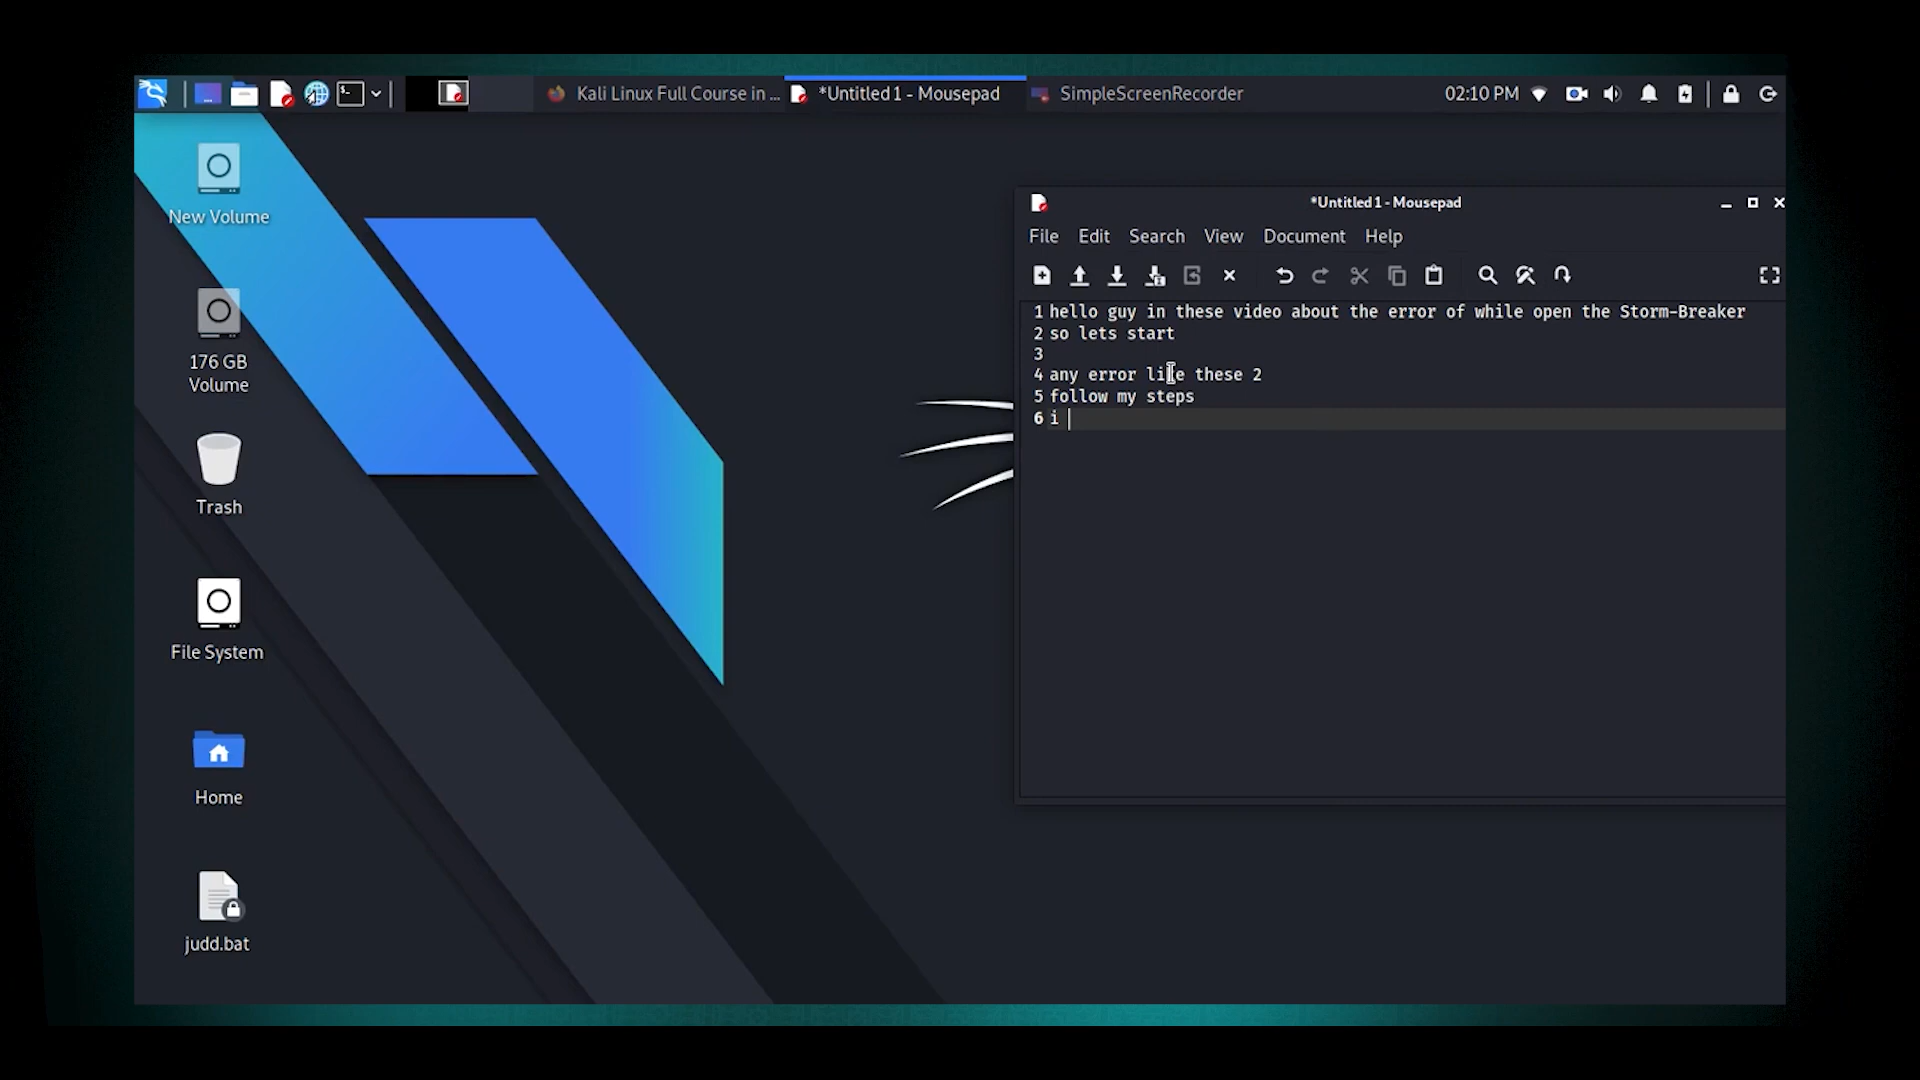 Kali Linux Full Course in ...
*Untitled 1 - Mousepad
SimpleScreenRecorder
02:10 PM
New Volume
176 GB
Volume
Trash
File System
Home
judd.bat
*Untitled 1 - Mousepad
File Edit Search View Document Help
1 hello guy in these video about the error of while open the Storm-Breaker
2 so lets start
3
4 any error like these 2
5 follow my steps
6 i